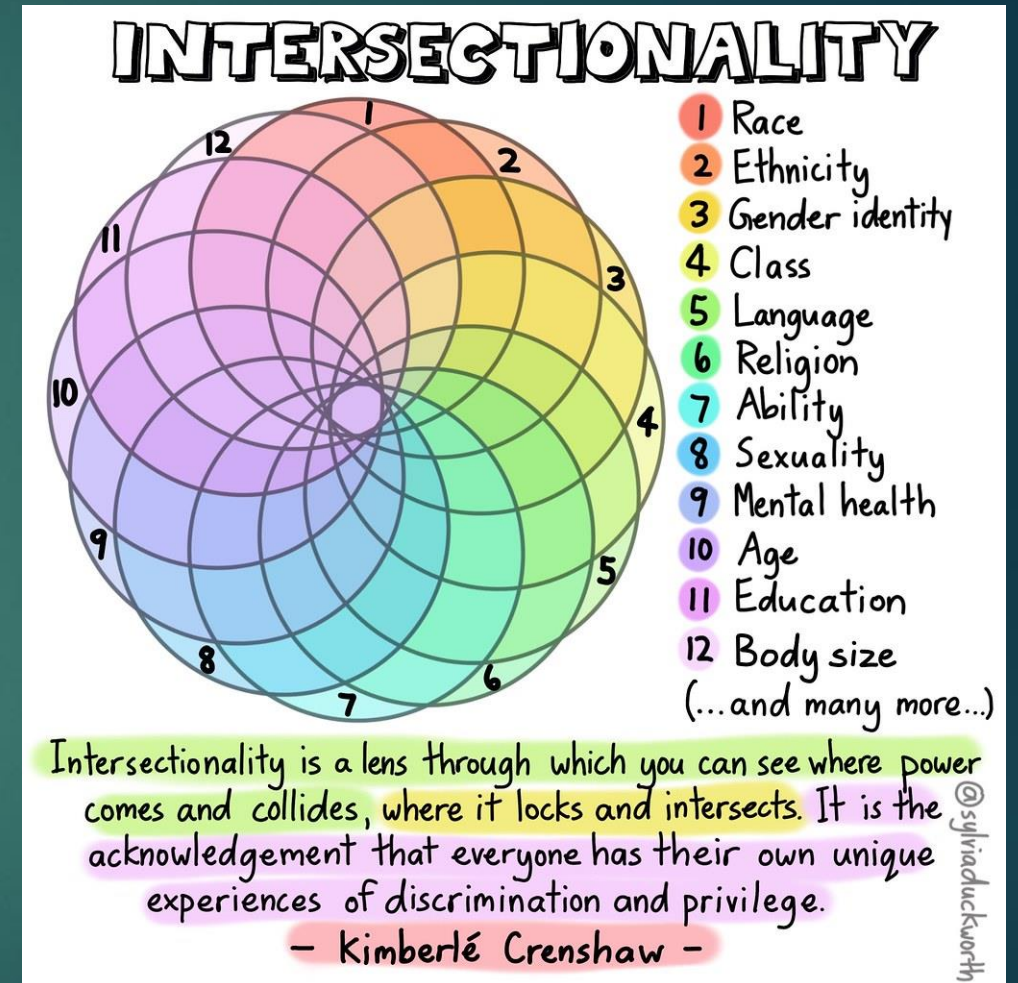 INTERSECTIONALITY
1
2
3
4
5
6
7
8
9
10
11
12
1 Race
2 Ethnicity
3 Gender identity
4 Class
5 Language
6 Religion
7 Ability
8 Sexuality
9 Mental health
10 Age
11 Education
12 Body size
(...and many more...)
Intersectionality is a lens through which you can see where power
comes and collides, where it locks and intersects. It is the
acknowledgement that everyone has their own unique
experiences of discrimination and privilege.
- Kimberlé Crenshaw -
@sylviaduckworth